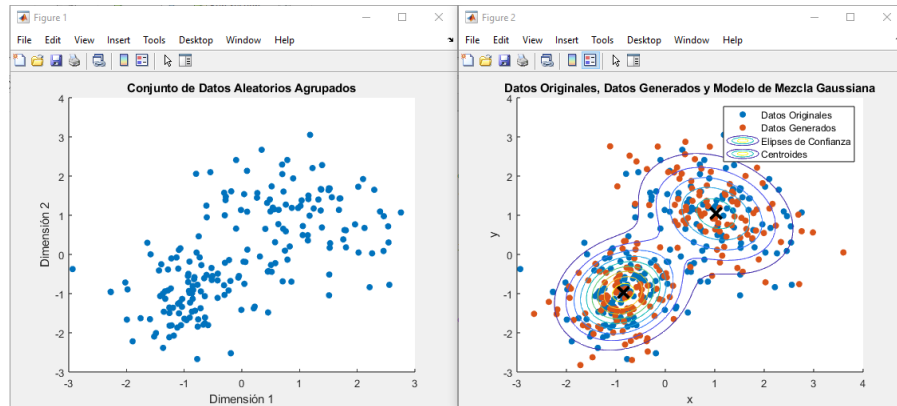 Figure 1
File Edit View Insert Tools Desktop Window Help
Conjunto de Datos Aleatorios Agrupados
4
3
2
1
0
-1
-2
-3
Dimensión 2
-3 -2 -1 0 1 2 3
Dimensión 1
Figure 2
File Edit View Insert Tools Desktop Window Help
Datos Originales, Datos Generados y Modelo de Mezcla Gaussiana
Datos Originales
Datos Generados
Elipses de Confianza
Centroides
4
3
2
1
0
-1
-2
-3
y
-3 -2 -1 0 1 2 3 4
x